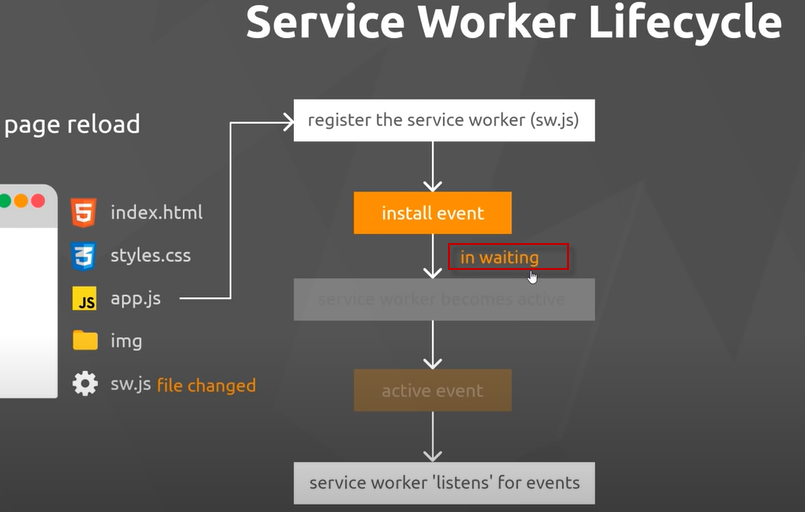 Service Worker Lifecycle
page reload
register the service worker (sw.js)
index.html
install event
styles.css
in waiting
JS app.js
service worker becomes active
img
sw.js file changed
active event
service worker 'listens' for events